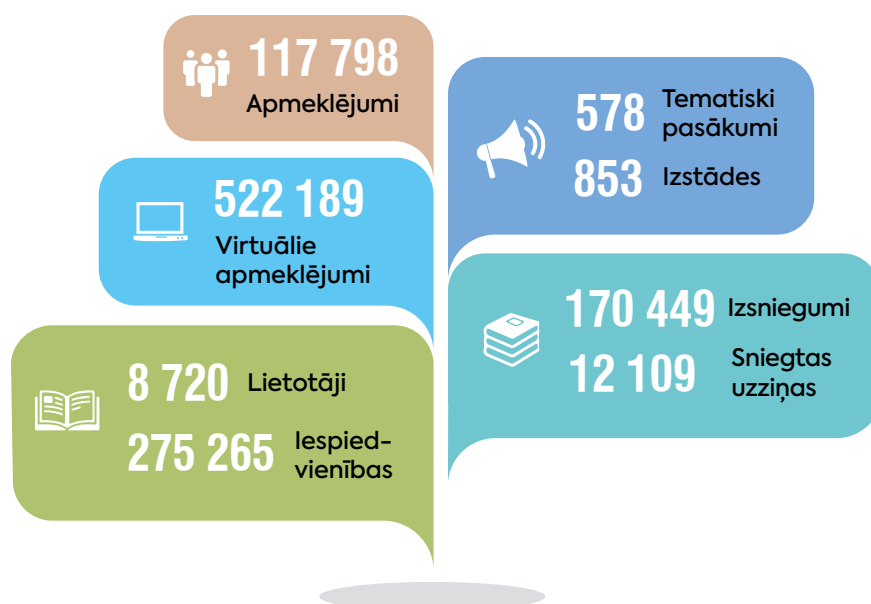 117 798
Apmeklējumi
578 Tematiski
pasākumi
853 Izstādes
522 189
Virtuālie
apmeklējumi
170 449 Izsniegumi
12 109 Sniegtas
uzziņas
8 720 Lietotāji
275 265 Iespied-
vienības